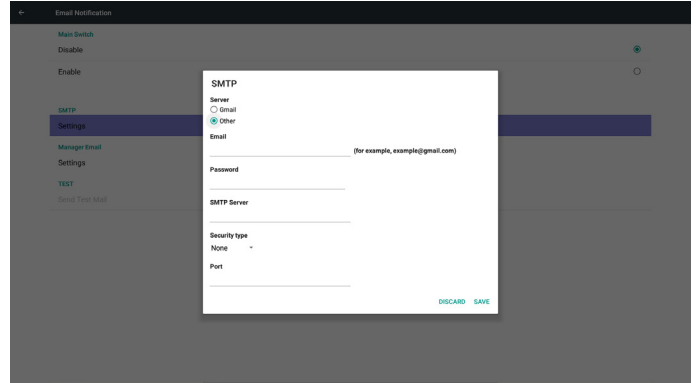 Email Notification
Main Switch
Disable
Enable
SMTP
Settings
Manager Email
Settings
TEST
Send Test Mail
SMTP
Server
Gmail
Other
Email
(for example, example@gmail.com)
Password
SMTP Server
Security type
None
Port
DISCARD SAVE